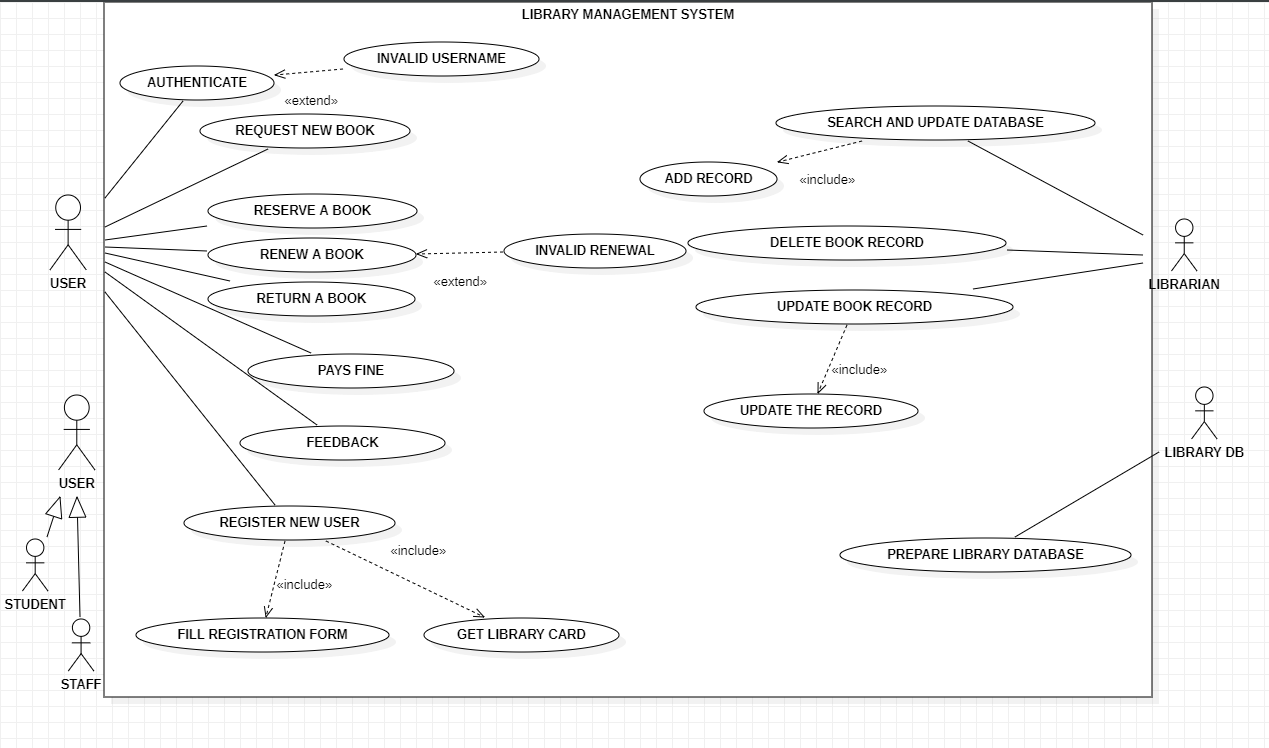 LIBRARY MANAGEMENT SYSTEM
INVALID USERNAME
AUTHENTICATE
«extend»
REQUEST NEW BOOK
SEARCH AND UPDATE DATABASE
ADD RECORD
«include»
RESERVE A BOOK
RENEW A BOOK
INVALID RENEWAL
DELETE BOOK RECORD
«extend»
USER
LIBRARIAN
RETURN A BOOK
UPDATE BOOK RECORD
PAYS FINE
«include»
UPDATE THE RECORD
FEEDBACK
LIBRARY DB
USER
REGISTER NEW USER
«include»
PREPARE LIBRARY DATABASE
«include»
STUDENT
FILL REGISTRATION FORM
GET LIBRARY CARD
STAFF